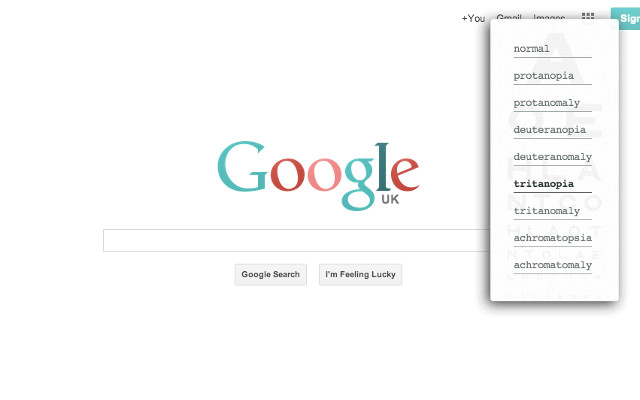 +You Gmail Images
Sign
normal
protanopia
protanomaly
deuteranopia
deuteranomaly
tritanopia
tritanomaly
achromatopsia
achromatomaly
Google
UK
Google Search
I'm Feeling Lucky